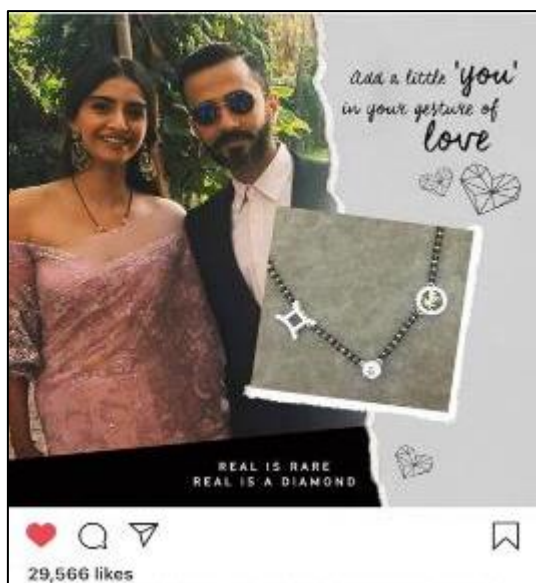 Add a little 'you'
in your gesture of
love
REAL IS RARE
REAL IS A DIAMOND
29,566 likes